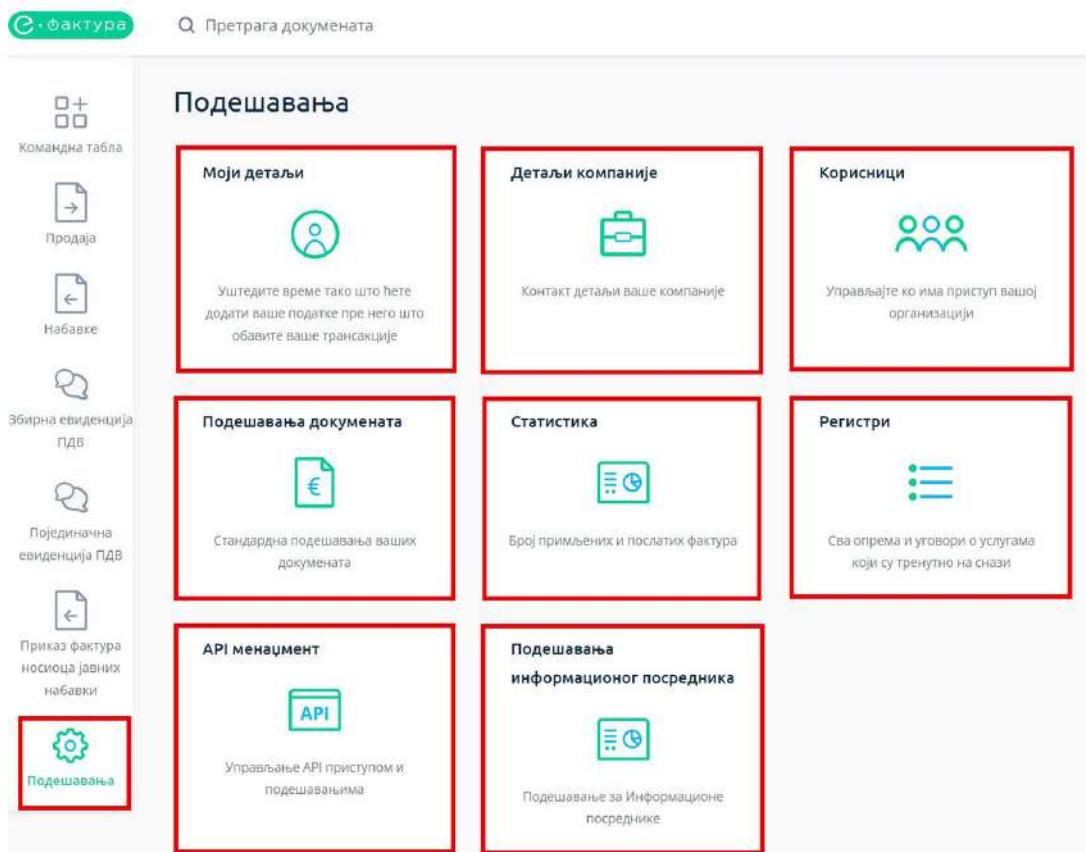 е·Фактура
Претрага докумената
Командна табла
Продаја
Набавке
Збирна евиденција
ПДВ
Појединачна
евиденција ПДВ
Приказ фактура
носиоца јавних
набавки
Подешавања
Подешавања
Моји детаљи
Уштедите време тако што ћете
додати ваше податке пре него што
обавите ваше трансакције
Детаљи компаније
Контакт детаљи ваше компаније
Корисници
Управљајте ко има приступ вашој
организацији
Подешавања докумената
€
Стандардна подешавања ваших
докумената
Статистика
Број примљених и послатих фактура
Регистри
Сва опрема и уговори о услугама
који су тренутно на снази
API менаџмент
API
Управљање API приступом и
подешавањима
Подешавања
информационог посредника
Подешавање за Информационе
посреднике